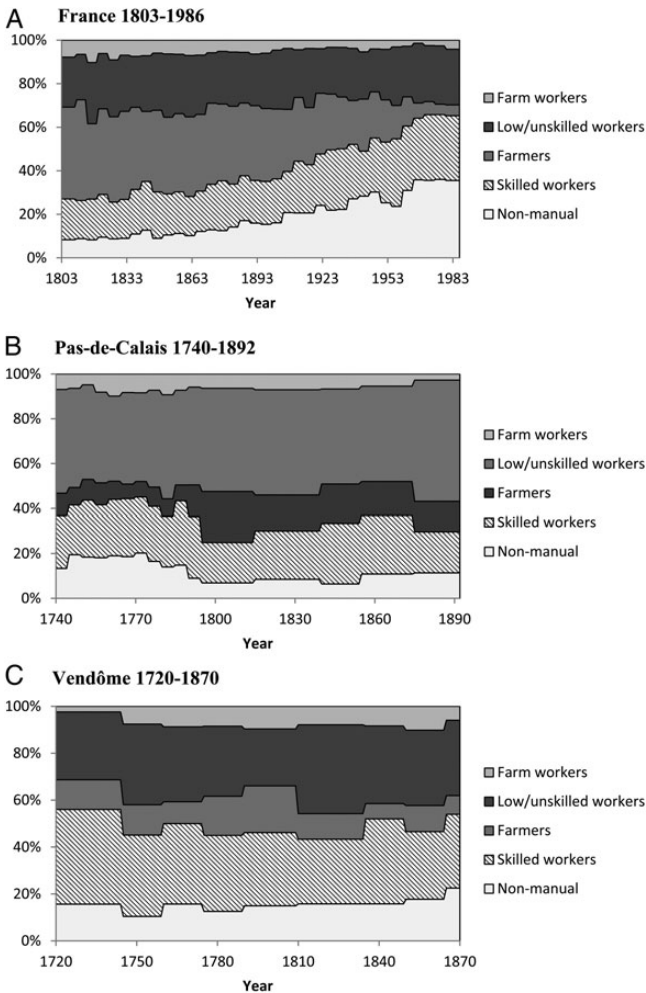 A
France 1803-1986
100%
80%
60%
40%
20%
0%
1803 1833 1863 1893 1923 1953 1983
Year
Farm workers
Low/unskilled workers
Farmers
Skilled workers
Non-manual
B
Pas-de-Calais 1740-1892
100%
80%
60%
40%
20%
0%
1740 1770 1800 1830 1860 1890
Year
Farm workers
Low/unskilled workers
Farmers
Skilled workers
Non-manual
C
Vendôme 1720-1870
100%
80%
60%
40%
20%
0%
1720 1750 1780 1810 1840 1870
Year
Farm workers
Low/unskilled workers
Farmers
Skilled workers
Non-manual